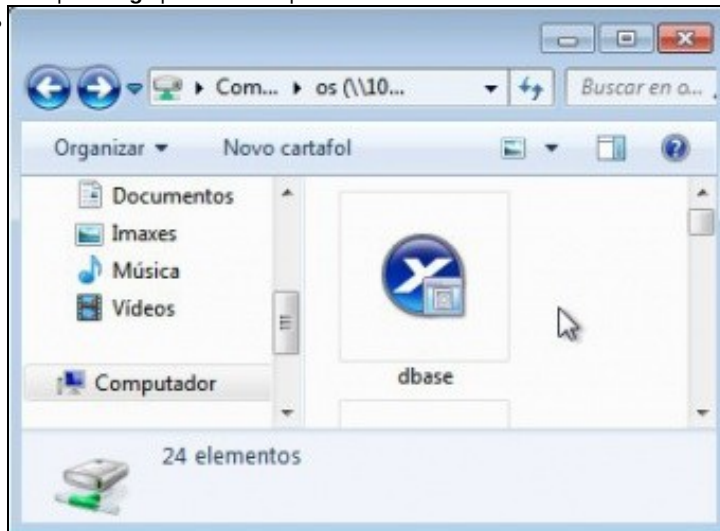 Com... ▸ os (\\10...
Buscar en o...
Organizar
Novo cartafol
Documentos
Imaxes
Música
Vídeos
Computador
dbase
24 elementos